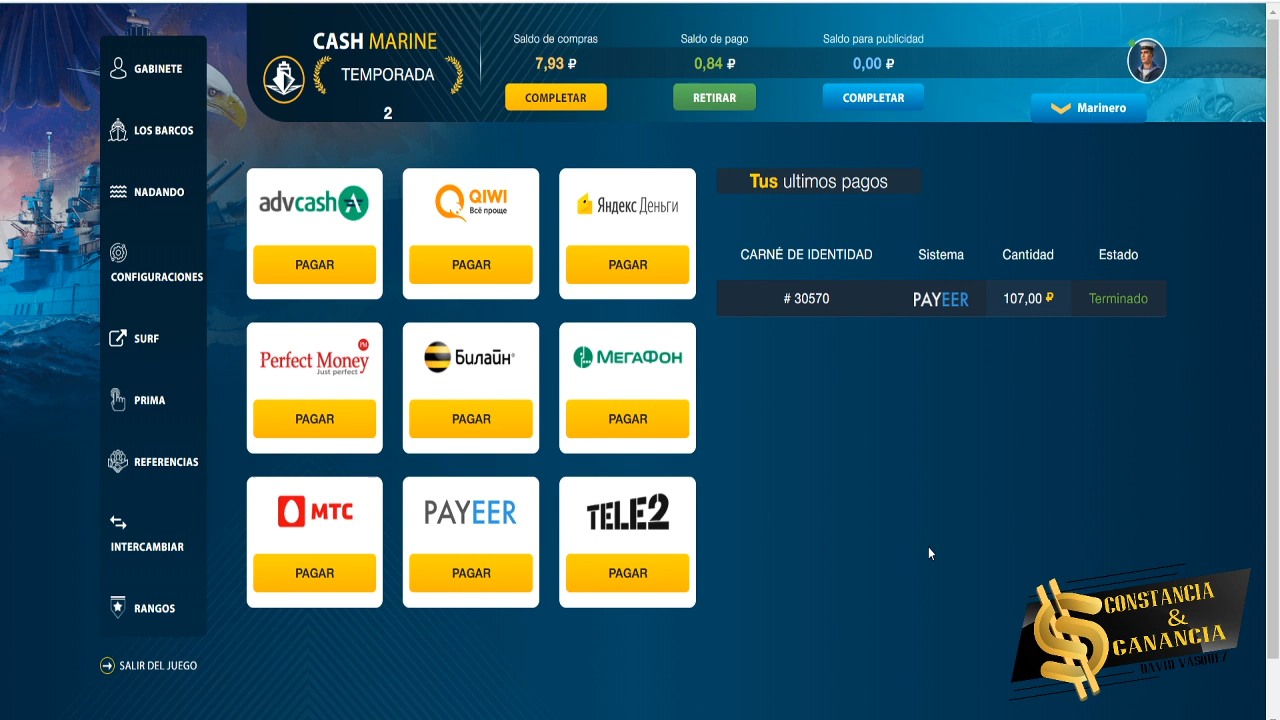 GABINETE
LOS BARCOS
NADANDO
CONFIGURACIONES
SURF
PRIMA
REFERENCIAS
INTERCAMBIAR
RANGOS
SALIR DEL JUEGO
CASH MARINE
TEMPORADA
2
Saldo de compras
7,93 ₽
COMPLETAR
Saldo de pago
0,84 ₽
RETIRAR
Saldo para publicidad
0,00 ₽
COMPLETAR
Marinero
advcash
PAGAR
QIWI
Всё проще
PAGAR
Яндекс Деньги
PAGAR
Perfect Money
PM
Just perfect
PAGAR
Билайн®
PAGAR
МЕГАФОН
PAGAR
МТС
PAGAR
PAYEER
PAGAR
TELE2
PAGAR
Tus ultimos pagos
CARNÉ DE IDENTIDAD Sistema Cantidad Estado
# 30570 PAYEER 107,00 ₽ Terminado
CONSTANCIA
&
GANANCIA
DAVID VASQUEZ